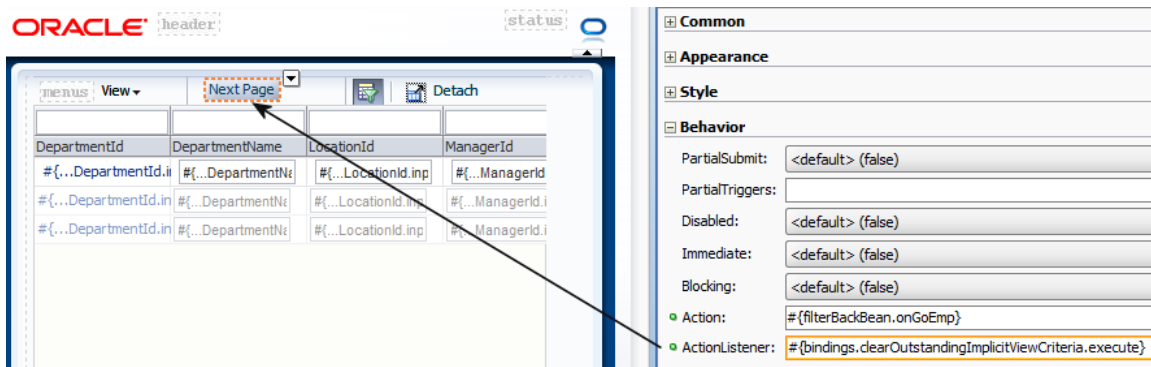 ORACLE header status
menus View Next Page Detach
DepartmentId DepartmentName LocationId ManagerId
#{...DepartmentId.in #{...DepartmentNa #{...LocationId.inp #{...ManagerId
#{...DepartmentId.in #{...DepartmentNa #{...LocationId.inp #{...ManagerId.i
#{...DepartmentId.in #{...DepartmentNa #{...LocationId.inp #{...ManagerId.i
Common
Appearance
Style
Behavior
PartialSubmit: <default> (false)
PartialTriggers:
Disabled: <default> (false)
Immediate: <default> (false)
Blocking: <default> (false)
Action: #{filterBackBean.onGoEmp}
ActionListener: #{bindings.clearOutstandingImplicitViewCriteria.execute}